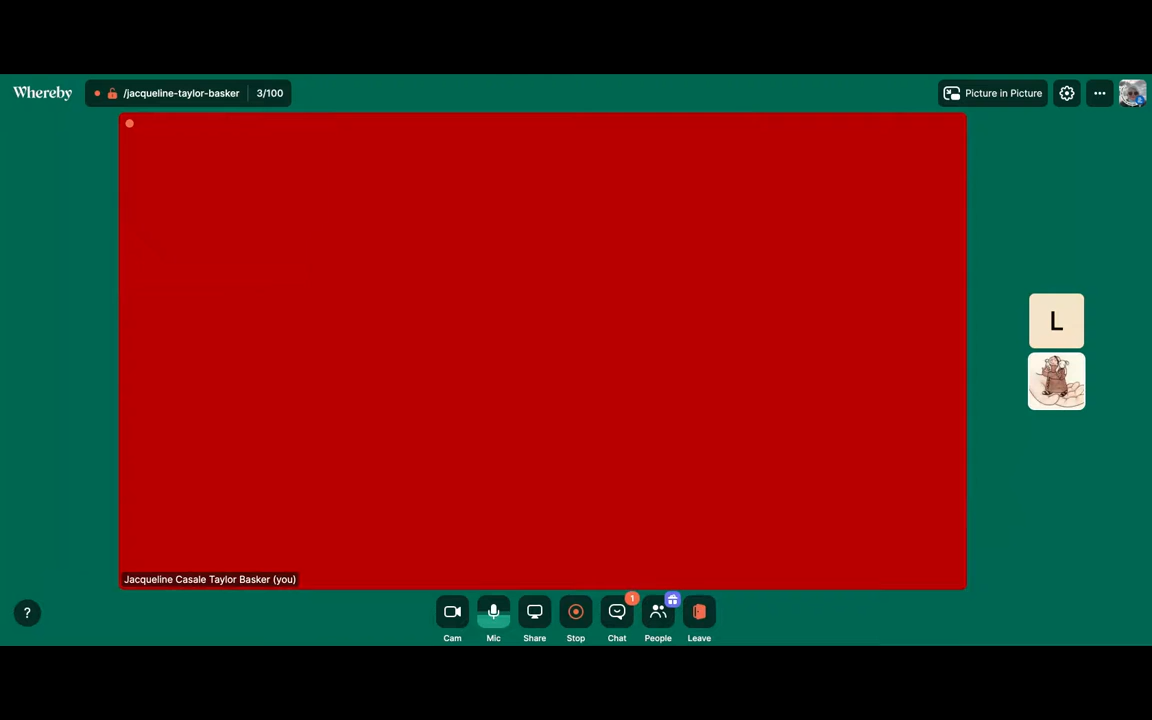 Whereby
/jacqueline-taylor-basker
3/100
Picture in Picture
L
Jacqueline Casale Taylor Basker (you)
?
1
Cam
Mic
Share
Stop
Chat
People
Leave